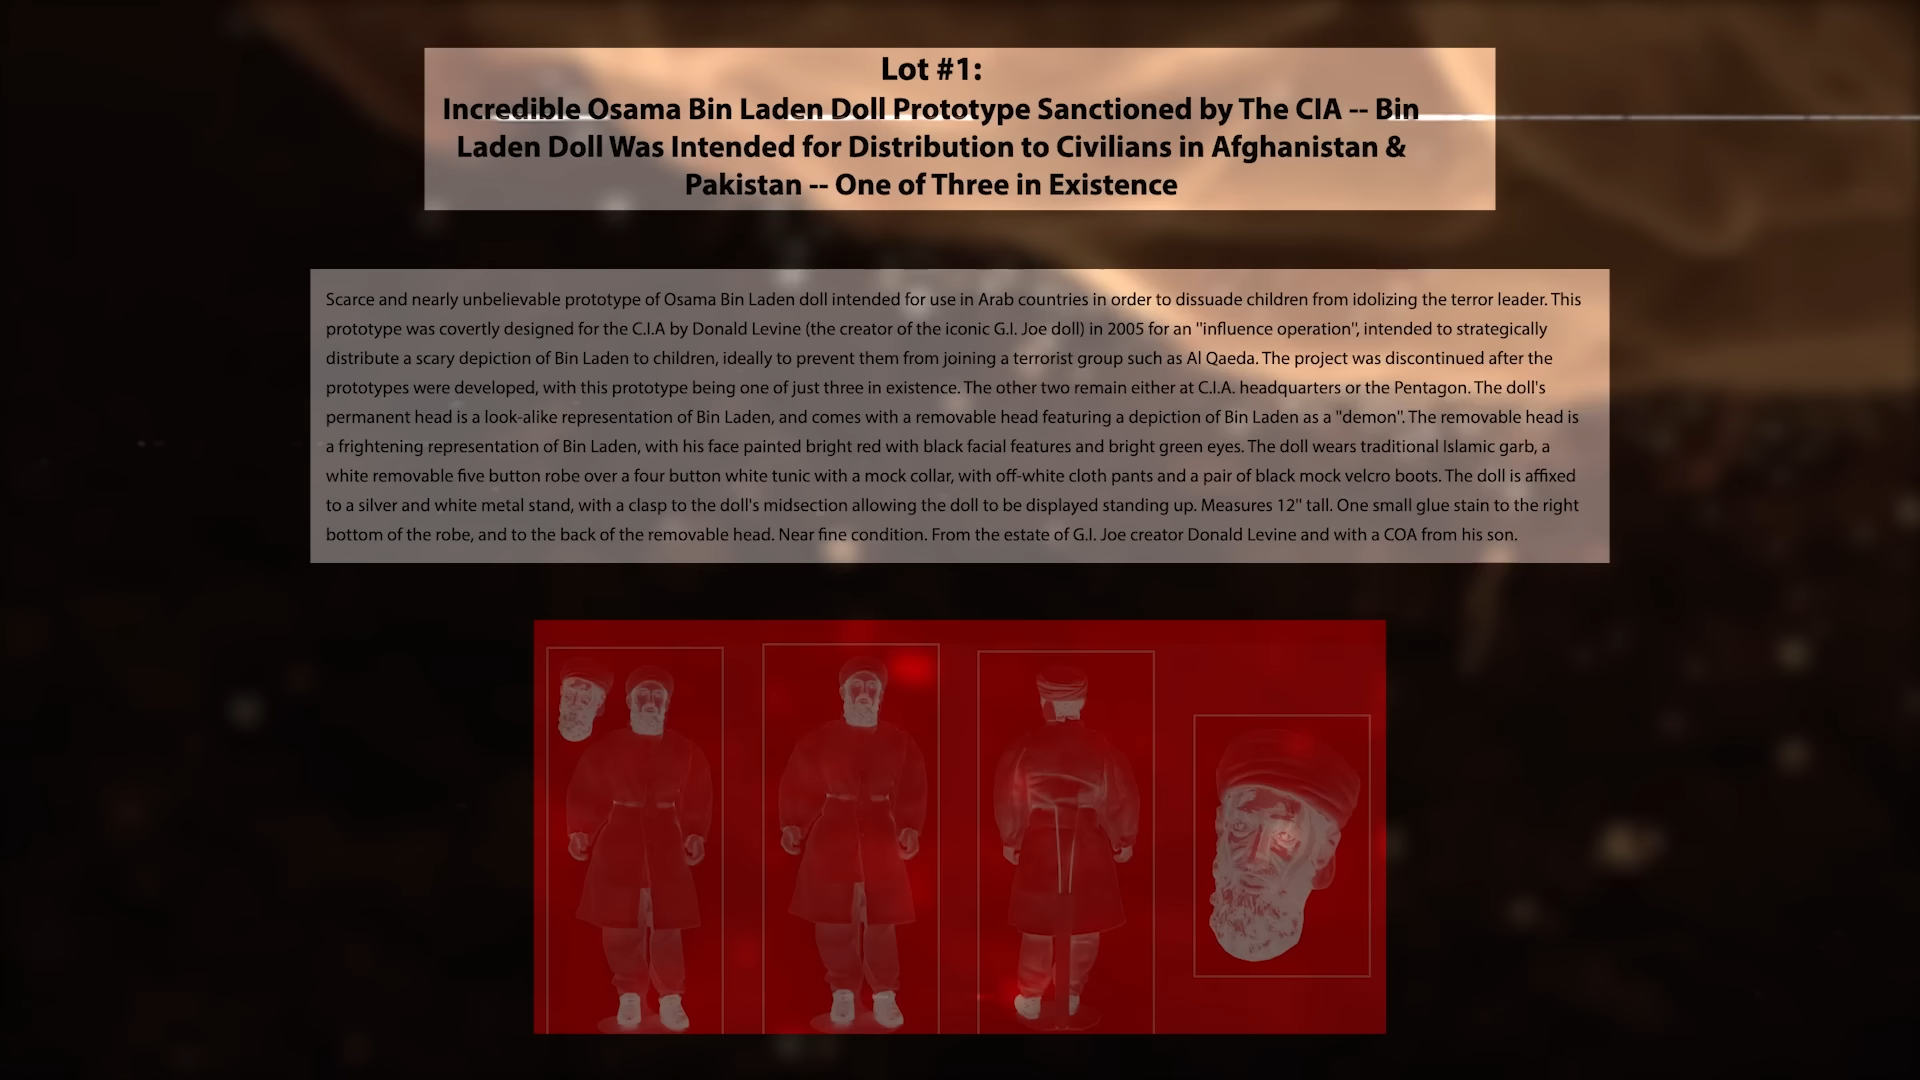 Lot #1:
Incredible Osama Bin Laden Doll Prototype Sanctioned by The CIA -- Bin
Laden Doll Was Intended for Distribution to Civilians in Afghanistan &
Pakistan -- One of Three in Existence
Scarce and nearly unbelievable prototype of Osama Bin Laden doll intended for use in Arab countries in order to dissuade children from idolizing the terror leader. This
prototype was covertly designed for the C.I.A by Donald Levine (the creator of the iconic G.I. Joe doll) in 2005 for an "influence operation", intended to strategically
distribute a scary depiction of Bin Laden to children, ideally to prevent them from joining a terrorist group such as Al Qaeda. The project was discontinued after the
prototypes were developed, with this prototype being one of just three in existence. The other two remain either at C.I.A. headquarters or the Pentagon. The doll's
permanent head is a look-alike representation of Bin Laden, and comes with a removable head featuring a depiction of Bin Laden as a "demon". The removable head is
a frightening representation of Bin Laden, with his face painted bright red with black facial features and bright green eyes. The doll wears traditional Islamic garb, a
white removable five button robe over a four button white tunic with a mock collar, with off-white cloth pants and a pair of black mock velcro boots. The doll is affixed
to a silver and white metal stand, with a clasp to the doll's midsection allowing the doll to be displayed standing up. Measures 12" tall. One small glue stain to the right
bottom of the robe, and to the back of the removable head. Near fine condition. From the estate of G.I. Joe creator Donald Levine and with a COA from his son.